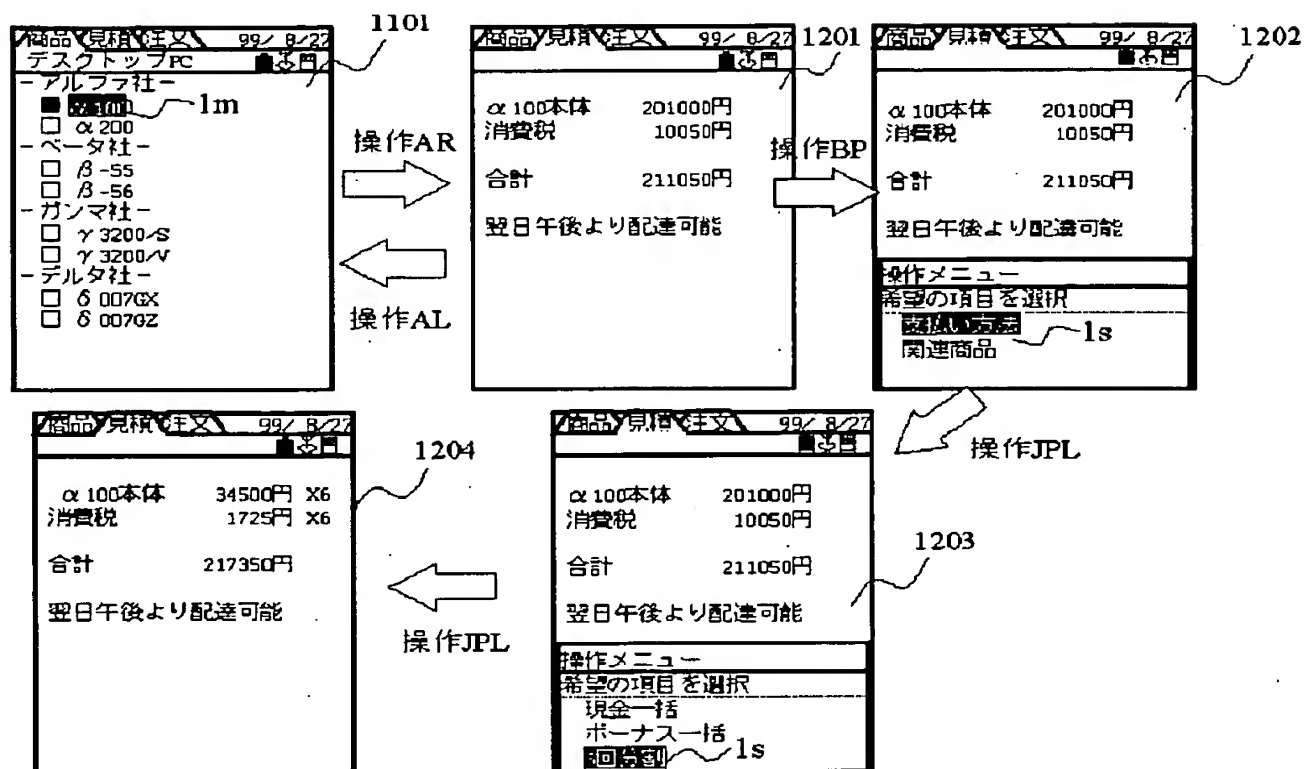 1101
商品 見積 注文 99/ 8/27
デスクトップPC
- アルファ社 -
1m
α200
- ベータ社 -
β-55
β-56
- ガンマ社 -
γ3200/S
γ3200/V
- デルタ社 -
δ007GX
δ007GZ
操作AR
操作AL
1201
商品 見積 注文 99/ 8/27
α100本体 201000円
消費税 10050円
合計 211050円
翌日午後より配達可能
操作BP
1202
商品 見積 注文 99/ 8/27
α100本体 201000円
消費税 10050円
合計 211050円
翌日午後より配達可能
操作メニュー
希望の項目を選択
支払い方法
1s
関連商品
操作JPL
1203
商品 見積 注文 99/ 8/27
α100本体 201000円
消費税 10050円
合計 211050円
翌日午後より配達可能
操作メニュー
希望の項目を選択
現金一括
ボーナス一括
1s
操作JPL
1204
商品 見積 注文 99/ 8/27
α100本体 34500円 X6
消費税 1725円 X6
合計 217350円
翌日午後より配達可能